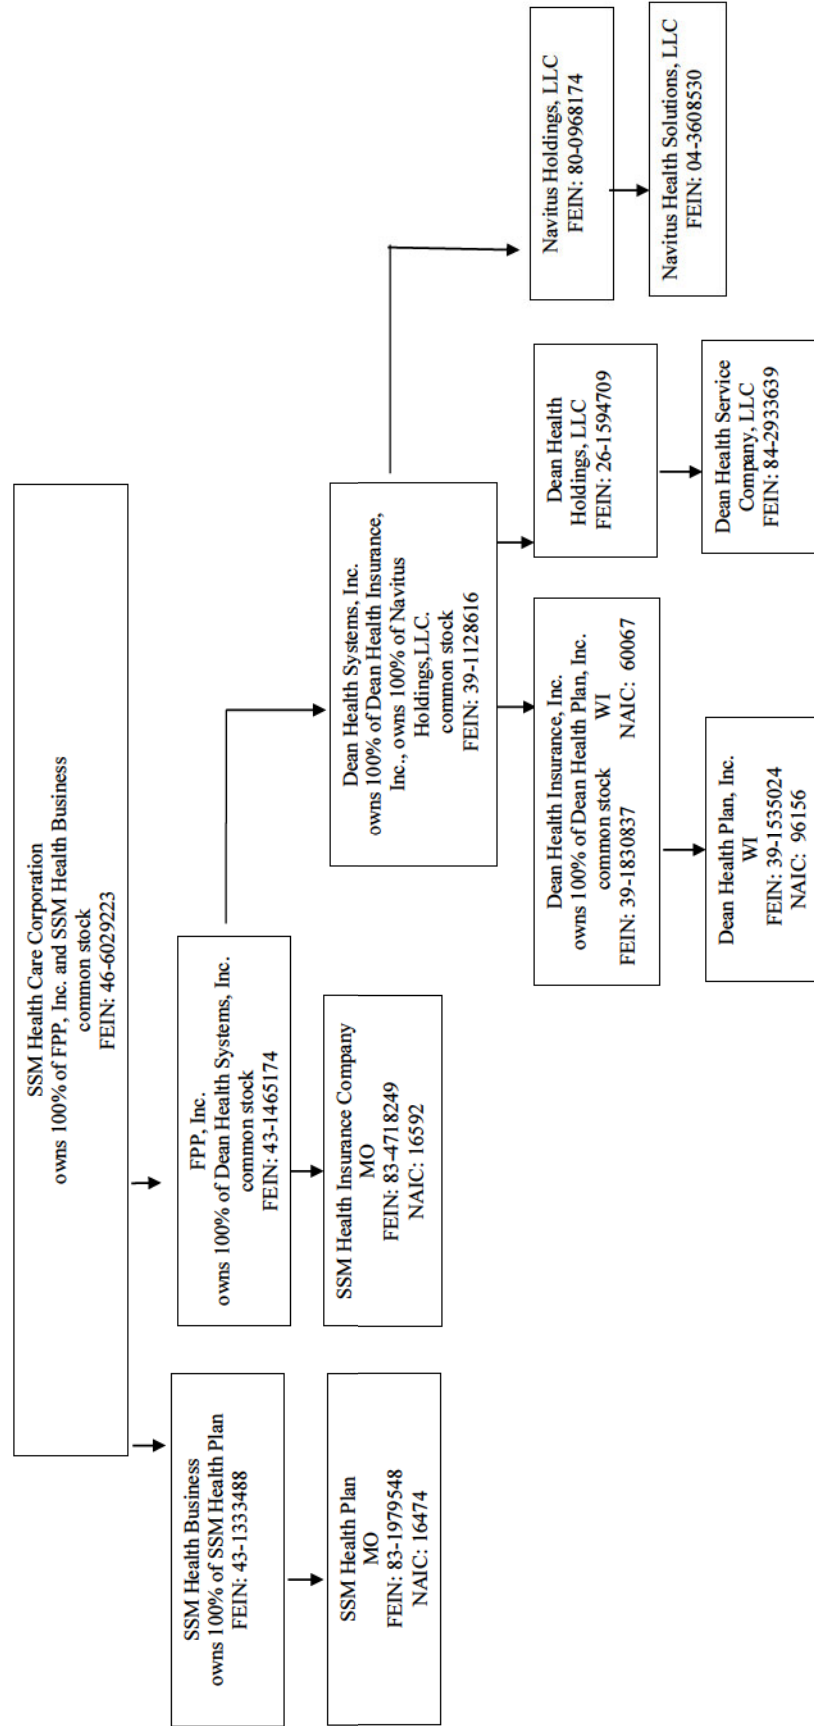 SSM Health Care Corporation
owns 100% of FPP, Inc. and SSM Health Business
common stock
FEIN: 46-6029223
SSM Health Business
owns 100% of SSM Health Plan
FEIN: 43-1333488
FPP, Inc.
owns 100% of Dean Health Systems, Inc.
common stock
FEIN: 43-1465174
SSM Health Plan
MO
FEIN: 83-1979548
NAIC: 16474
SSM Health Insurance Company
MO
FEIN: 83-4718249
NAIC: 16592
Dean Health Systems, Inc.
owns 100% of Dean Health Insurance,
Inc., owns 100% of Navitus
Holdings,LLC.
common stock
FEIN: 39-1128616
Dean Health Insurance, Inc.
owns 100% of Dean Health Plan, Inc.
common stock WI
FEIN: 39-1830837 NAIC: 60067
Dean Health
Holdings, LLC
FEIN: 26-1594709
Navitus Holdings, LLC
FEIN: 80-0968174
Dean Health Plan, Inc.
WI
FEIN: 39-1535024
NAIC: 96156
Dean Health Service
Company, LLC
FEIN: 84-2933639
Navitus Health Solutions, LLC
FEIN: 04-3608530